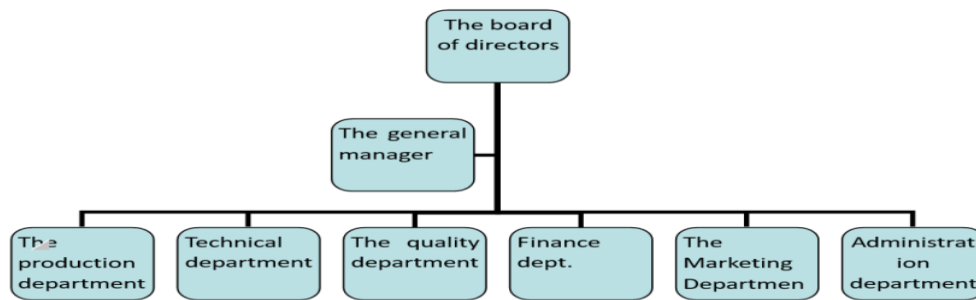 The board
of directors
The general
manager
The
production
department
Technical
department
The quality
department
Finance
dept.
The
Marketing
Departmen
Administrat
ion
department